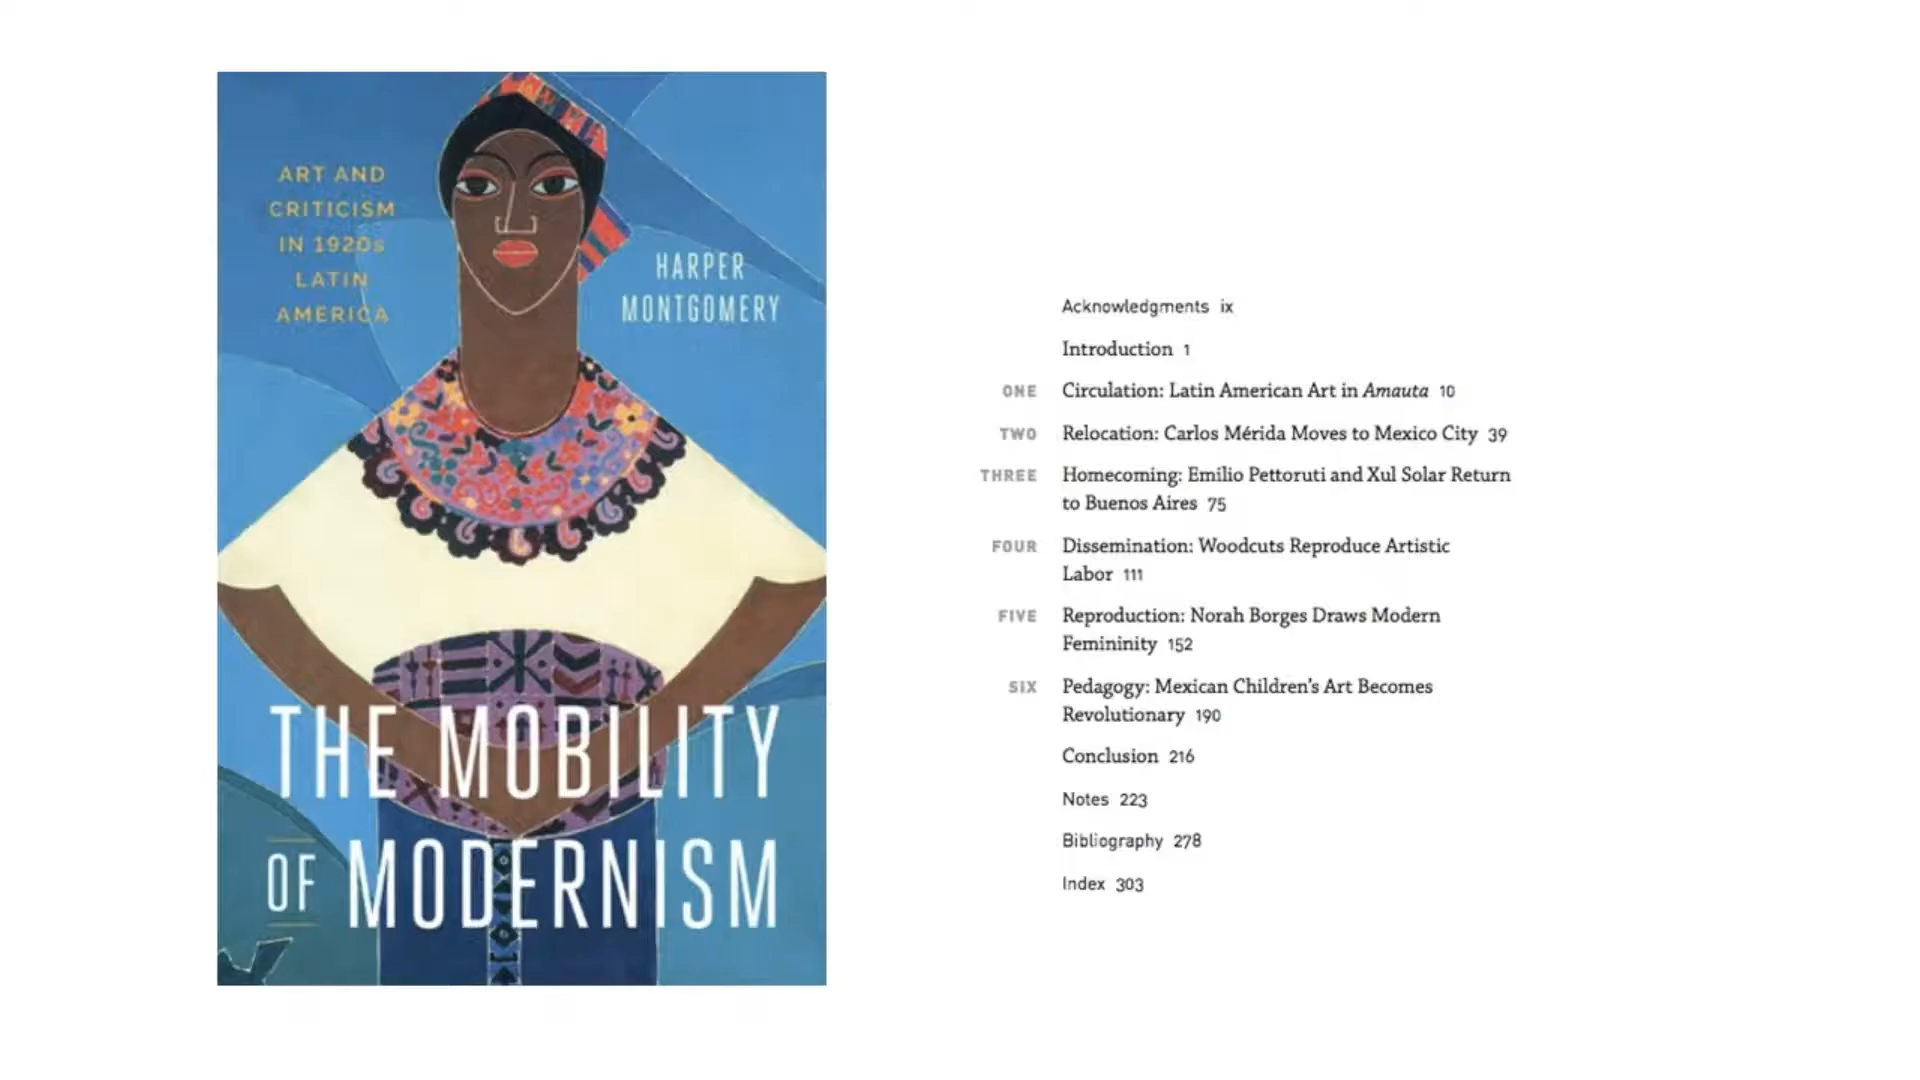 ART AND
CRITICISM
IN 1920s
LATIN
AMERICA
HARPER
MONTGOMERY
THE MOBILITY
OF MODERNISM
Acknowledgments ix
Introduction 1
ONE Circulation: Latin American Art in Amauta 10
TWO Relocation: Carlos Mérida Moves to Mexico City 39
THREE Homecoming: Emilio Pettoruti and Xul Solar Return
to Buenos Aires 75
FOUR Dissemination: Woodcuts Reproduce Artistic
Labor 111
FIVE Reproduction: Norah Borges Draws Modern
Femininity 152
SIX Pedagogy: Mexican Children's Art Becomes
Revolutionary 190
Conclusion 216
Notes 223
Bibliography 278
Index 303